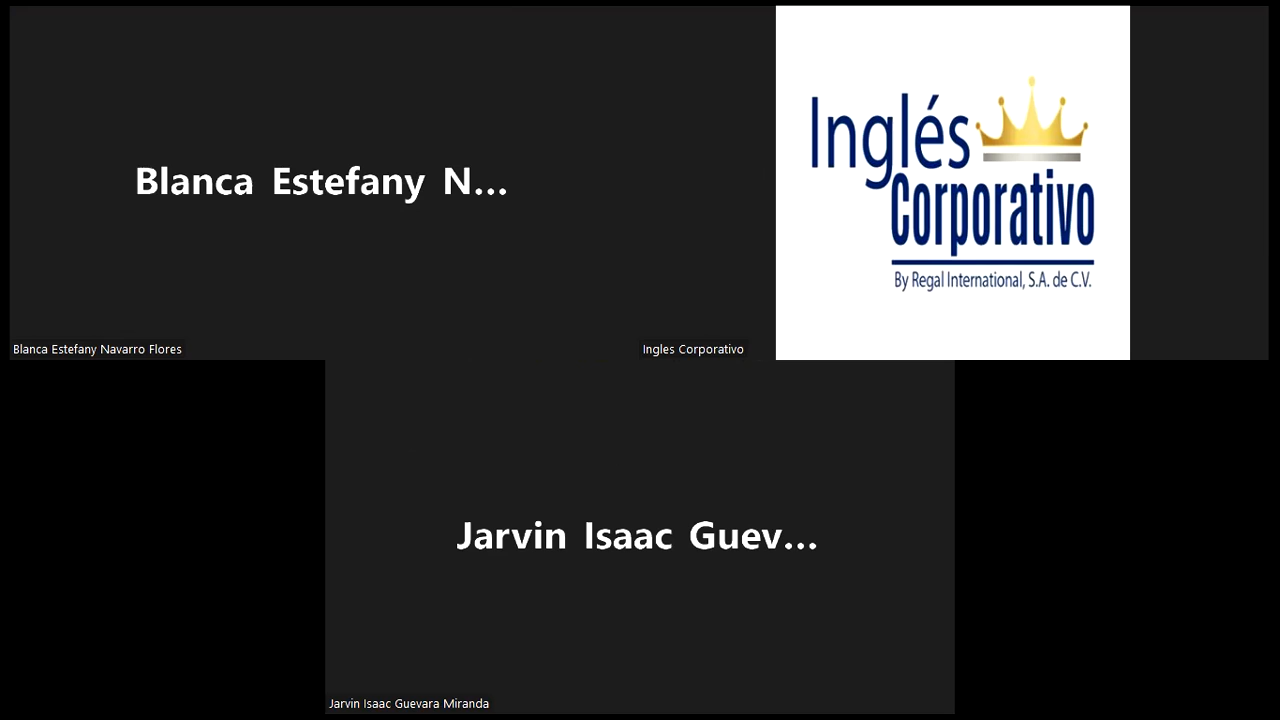 Blanca Estefany N...
Blanca Estefany Navarro Flores
Inglés
Corporativo
By Regal International, S.A. de C.V.
Ingles Corporativo
Jarvin Isaac Guev...
Jarvin Isaac Guevara Miranda